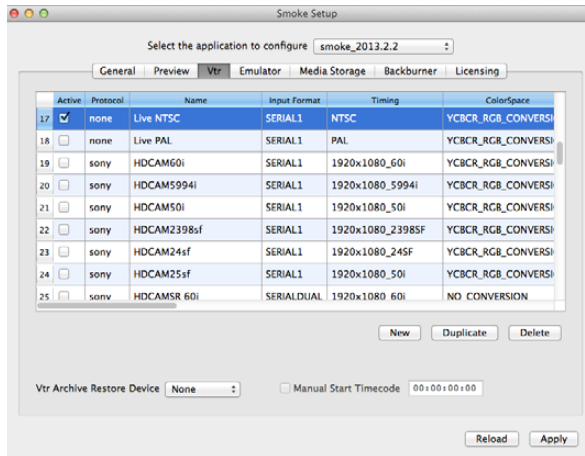 Smoke Setup
Select the application to configure smoke_2013.2.2
General Preview Vtr Emulator Media Storage Backburner Licensing
Active Protocol Name Input Format Timing ColorSpace
17 none Live NTSC SERIAL1 NTSC YCBCR_RGB_CONVERSI
18 none Live PAL SERIAL1 PAL YCBCR_RGB_CONVERSI
19 sony HDCAM60i SERIAL1 1920x1080_60i YCBCR_RGB_CONVERSI
20 sony HDCAM5994i SERIAL1 1920x1080_5994i YCBCR_RGB_CONVERSI
21 sony HDCAM50i SERIAL1 1920x1080_50i YCBCR_RGB_CONVERSI
22 sony HDCAM2398sf SERIAL1 1920x1080_2398SF YCBCR_RGB_CONVERSI
23 sony HDCAM24sf SERIAL1 1920x1080_24SF YCBCR_RGB_CONVERSI
24 sony HDCAM25sf SERIAL1 1920x1080_50i YCBCR_RGB_CONVERSI
25 sony HDCAMSR 60i SERIALDUAL 1920x1080 60i NO CONVERSION
New Duplicate Delete
Vtr Archive Restore Device None Manual Start Timecode 00:00:00:00
Reload Apply